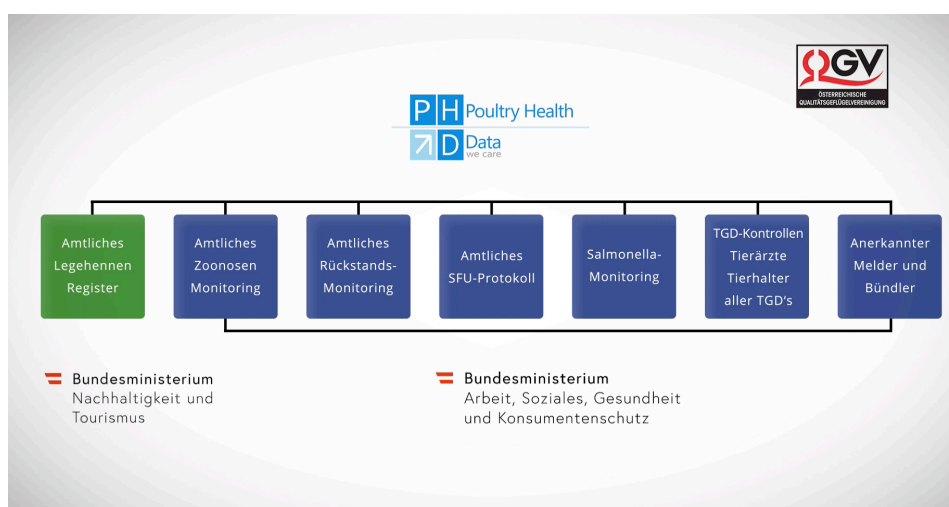 QGV
ÖSTERREICHISCHE
QUALITÄTSGEFLÜGELVEREINIGUNG
P H Poultry Health
D Data
we care
Amtliches
Legehennen
Register
Amtliches
Zoonosen
Monitoring
Amtliches
Rückstands-
Monitoring
Amtliches
SFU-Protokoll
Salmonella-
Monitoring
TGD-Kontrollen
Tierärzte
Tierhalter
aller TGD‘s
Anerkannter
Melder und
Bündler
Bundesministerium
Nachhaltigkeit und
Tourismus
Bundesministerium
Arbeit, Soziales, Gesundheit
und Konsumentenschutz